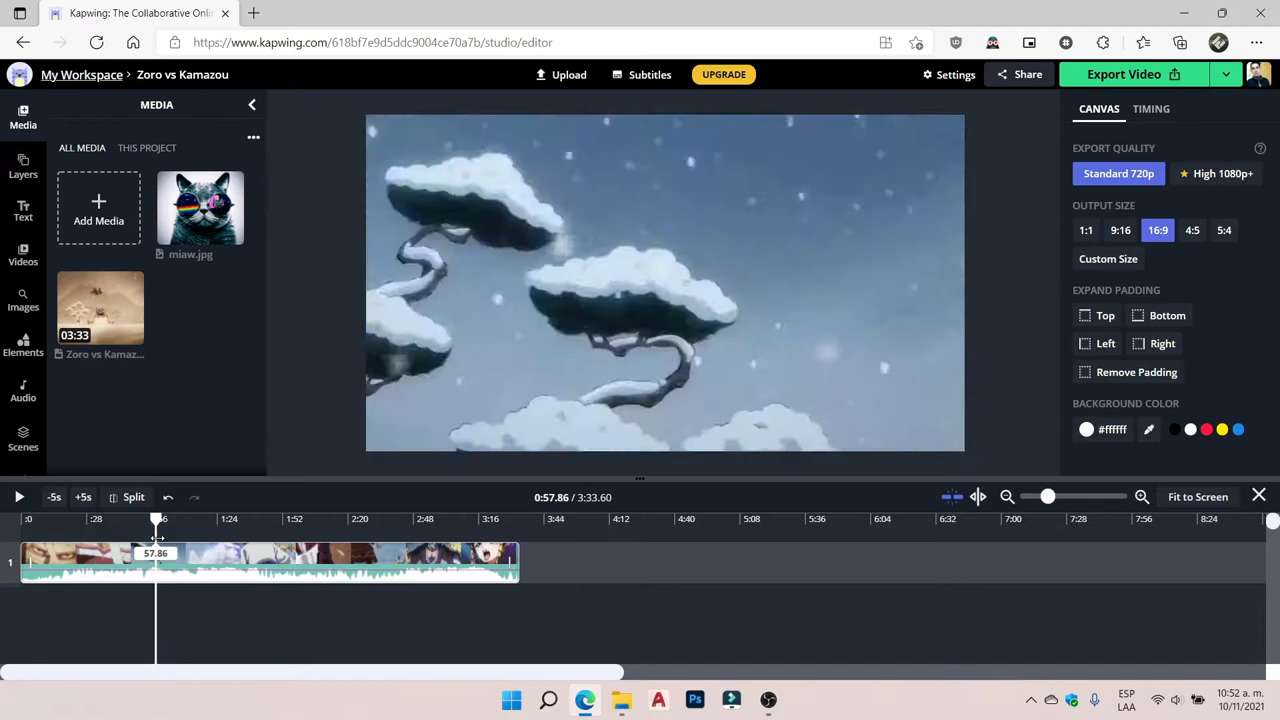 Kapwing: The Collaborative Onlin
https://www.kapwing.com/618bf7e9d5ddc9004ce70a7b/studio/editor
My Workspace > Zoro vs Kamazou
Upload
Subtitles
UPGRADE
Settings
Share
Export Video
Media
Layers
Text
Videos
Images
Elements
Audio
Scenes
MEDIA
ALL MEDIA
THIS PROJECT
Add Media
miaw.jpg
03:33
Zoro vs Kamaz...
CANVAS
TIMING
EXPORT QUALITY
Standard 720p
High 1080p+
OUTPUT SIZE
1:1
9:16
16:9
4:5
5:4
Custom Size
EXPAND PADDING
Top
Bottom
Left
Right
Remove Padding
BACKGROUND COLOR
#ffffff
-5s
+5s
Split
0:57.86 / 3:33.60
Fit to Screen
:0 :28 :56 1:24 1:52 2:20 2:48 3:16 3:44 4:12 4:40 5:08 5:36 6:04 6:32 7:00 7:28 7:56 8:24
57.86
1
A
Ps
ESP
LAA
10:52 a. m.
10/11/2021